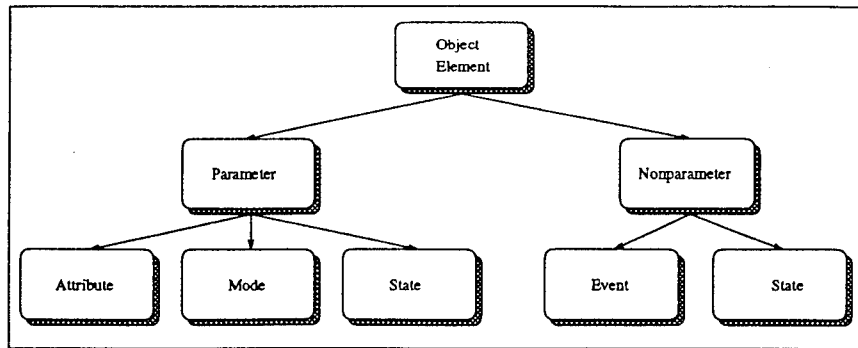 Object
Element
Parameter
Nonparameter
Attribute
Mode
State
Event
State